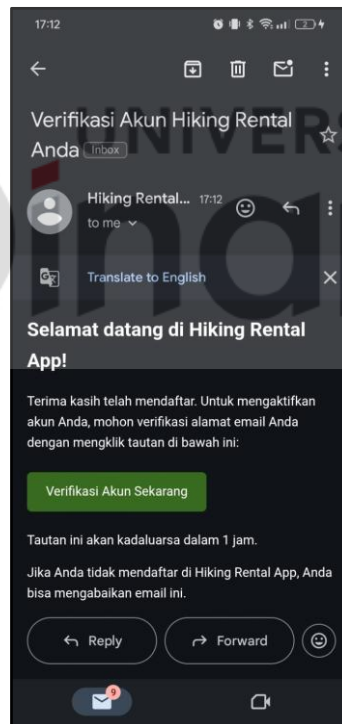 17:12
2
Verifikasi Akun Hiking Rental
Anda Inbox
Hiking Rental... 17:12
to me
Translate to English
Selamat datang di Hiking Rental
App!
Terima kasih telah mendaftar. Untuk mengaktifkan
akun Anda, mohon verifikasi alamat email Anda
dengan mengklik tautan di bawah ini:
Verifikasi Akun Sekarang
Tautan ini akan kadaluarsa dalam 1 jam.
Jika Anda tidak mendaftar di Hiking Rental App, Anda
bisa mengabaikan email ini.
Reply Forward
9